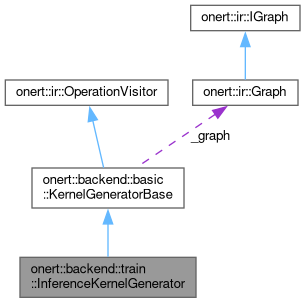 onert::ir::IGraph
onert::ir::OperationVisitor
onert::ir::Graph
_graph
onert::backend::basic
::KernelGeneratorBase
onert::backend::train
::InferenceKernelGenerator